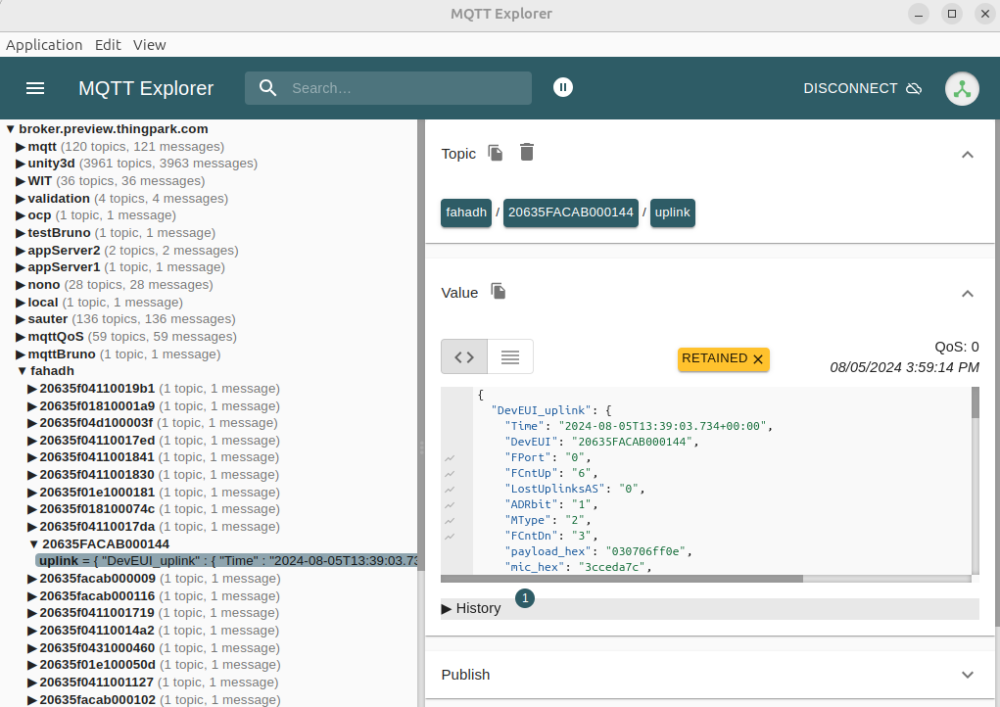 MQTT Explorer
Application Edit View
MQTT Explorer
Search...
DISCONNECT
▼ broker.preview.thingpark.com
▶ mqtt (120 topics, 121 messages)
▶ unity3d (3961 topics, 3963 messages)
▶ WIT (36 topics, 36 messages)
▶ validation (4 topics, 4 messages)
▶ ocp (1 topic, 1 message)
▶ testBruno (1 topic, 1 message)
▶ appServer2 (2 topics, 2 messages)
▶ appServer1 (1 topic, 1 message)
▶ nono (28 topics, 28 messages)
▶ local (1 topic, 1 message)
▶ sauter (136 topics, 136 messages)
▶ mqttQoS (59 topics, 59 messages)
▶ mqttBruno (1 topic, 1 message)
▼ fahadh
▶ 20635f04110019b1 (1 topic, 1 message)
▶ 20635f01810001a9 (1 topic, 1 message)
▶ 20635f04d100003f (1 topic, 1 message)
▶ 20635f04110017ed (1 topic, 1 message)
▶ 20635f0411001841 (1 topic, 1 message)
▶ 20635f0411001830 (1 topic, 1 message)
▶ 20635f01e1000181 (1 topic, 1 message)
▶ 20635f018100074c (1 topic, 1 message)
▶ 20635f04110017da (1 topic, 1 message)
▼ 20635FACAB000144
uplink = { "DevEUI_uplink" : { "Time" : "2024-08-05T13:39:03.73
▶ 20635facab000009 (1 topic, 1 message)
▶ 20635facab000116 (1 topic, 1 message)
▶ 20635f0411001719 (1 topic, 1 message)
▶ 20635f04110014a2 (1 topic, 1 message)
▶ 20635f0431000460 (1 topic, 1 message)
▶ 20635f01e100050d (1 topic, 1 message)
▶ 20635f0411001127 (1 topic, 1 message)
▶ 20635facab000102 (1 topic, 1 message)
Topic
fahadh / 20635FACAB000144 / uplink
Value
RETAINED
QoS: 0
08/05/2024 3:59:14 PM
{
"DevEUI_uplink": {
"Time": "2024-08-05T13:39:03.734+00:00",
"DevEUI": "20635FACAB000144",
"FPort": "0",
"FCntUp": "6",
"LostUplinksAS": "0",
"ADRbit": "1",
"MType": "2",
"FCntDn": "3",
"payload_hex": "030706ff0e",
"mic_hex": "3cceda7c",
▶ History 1
Publish